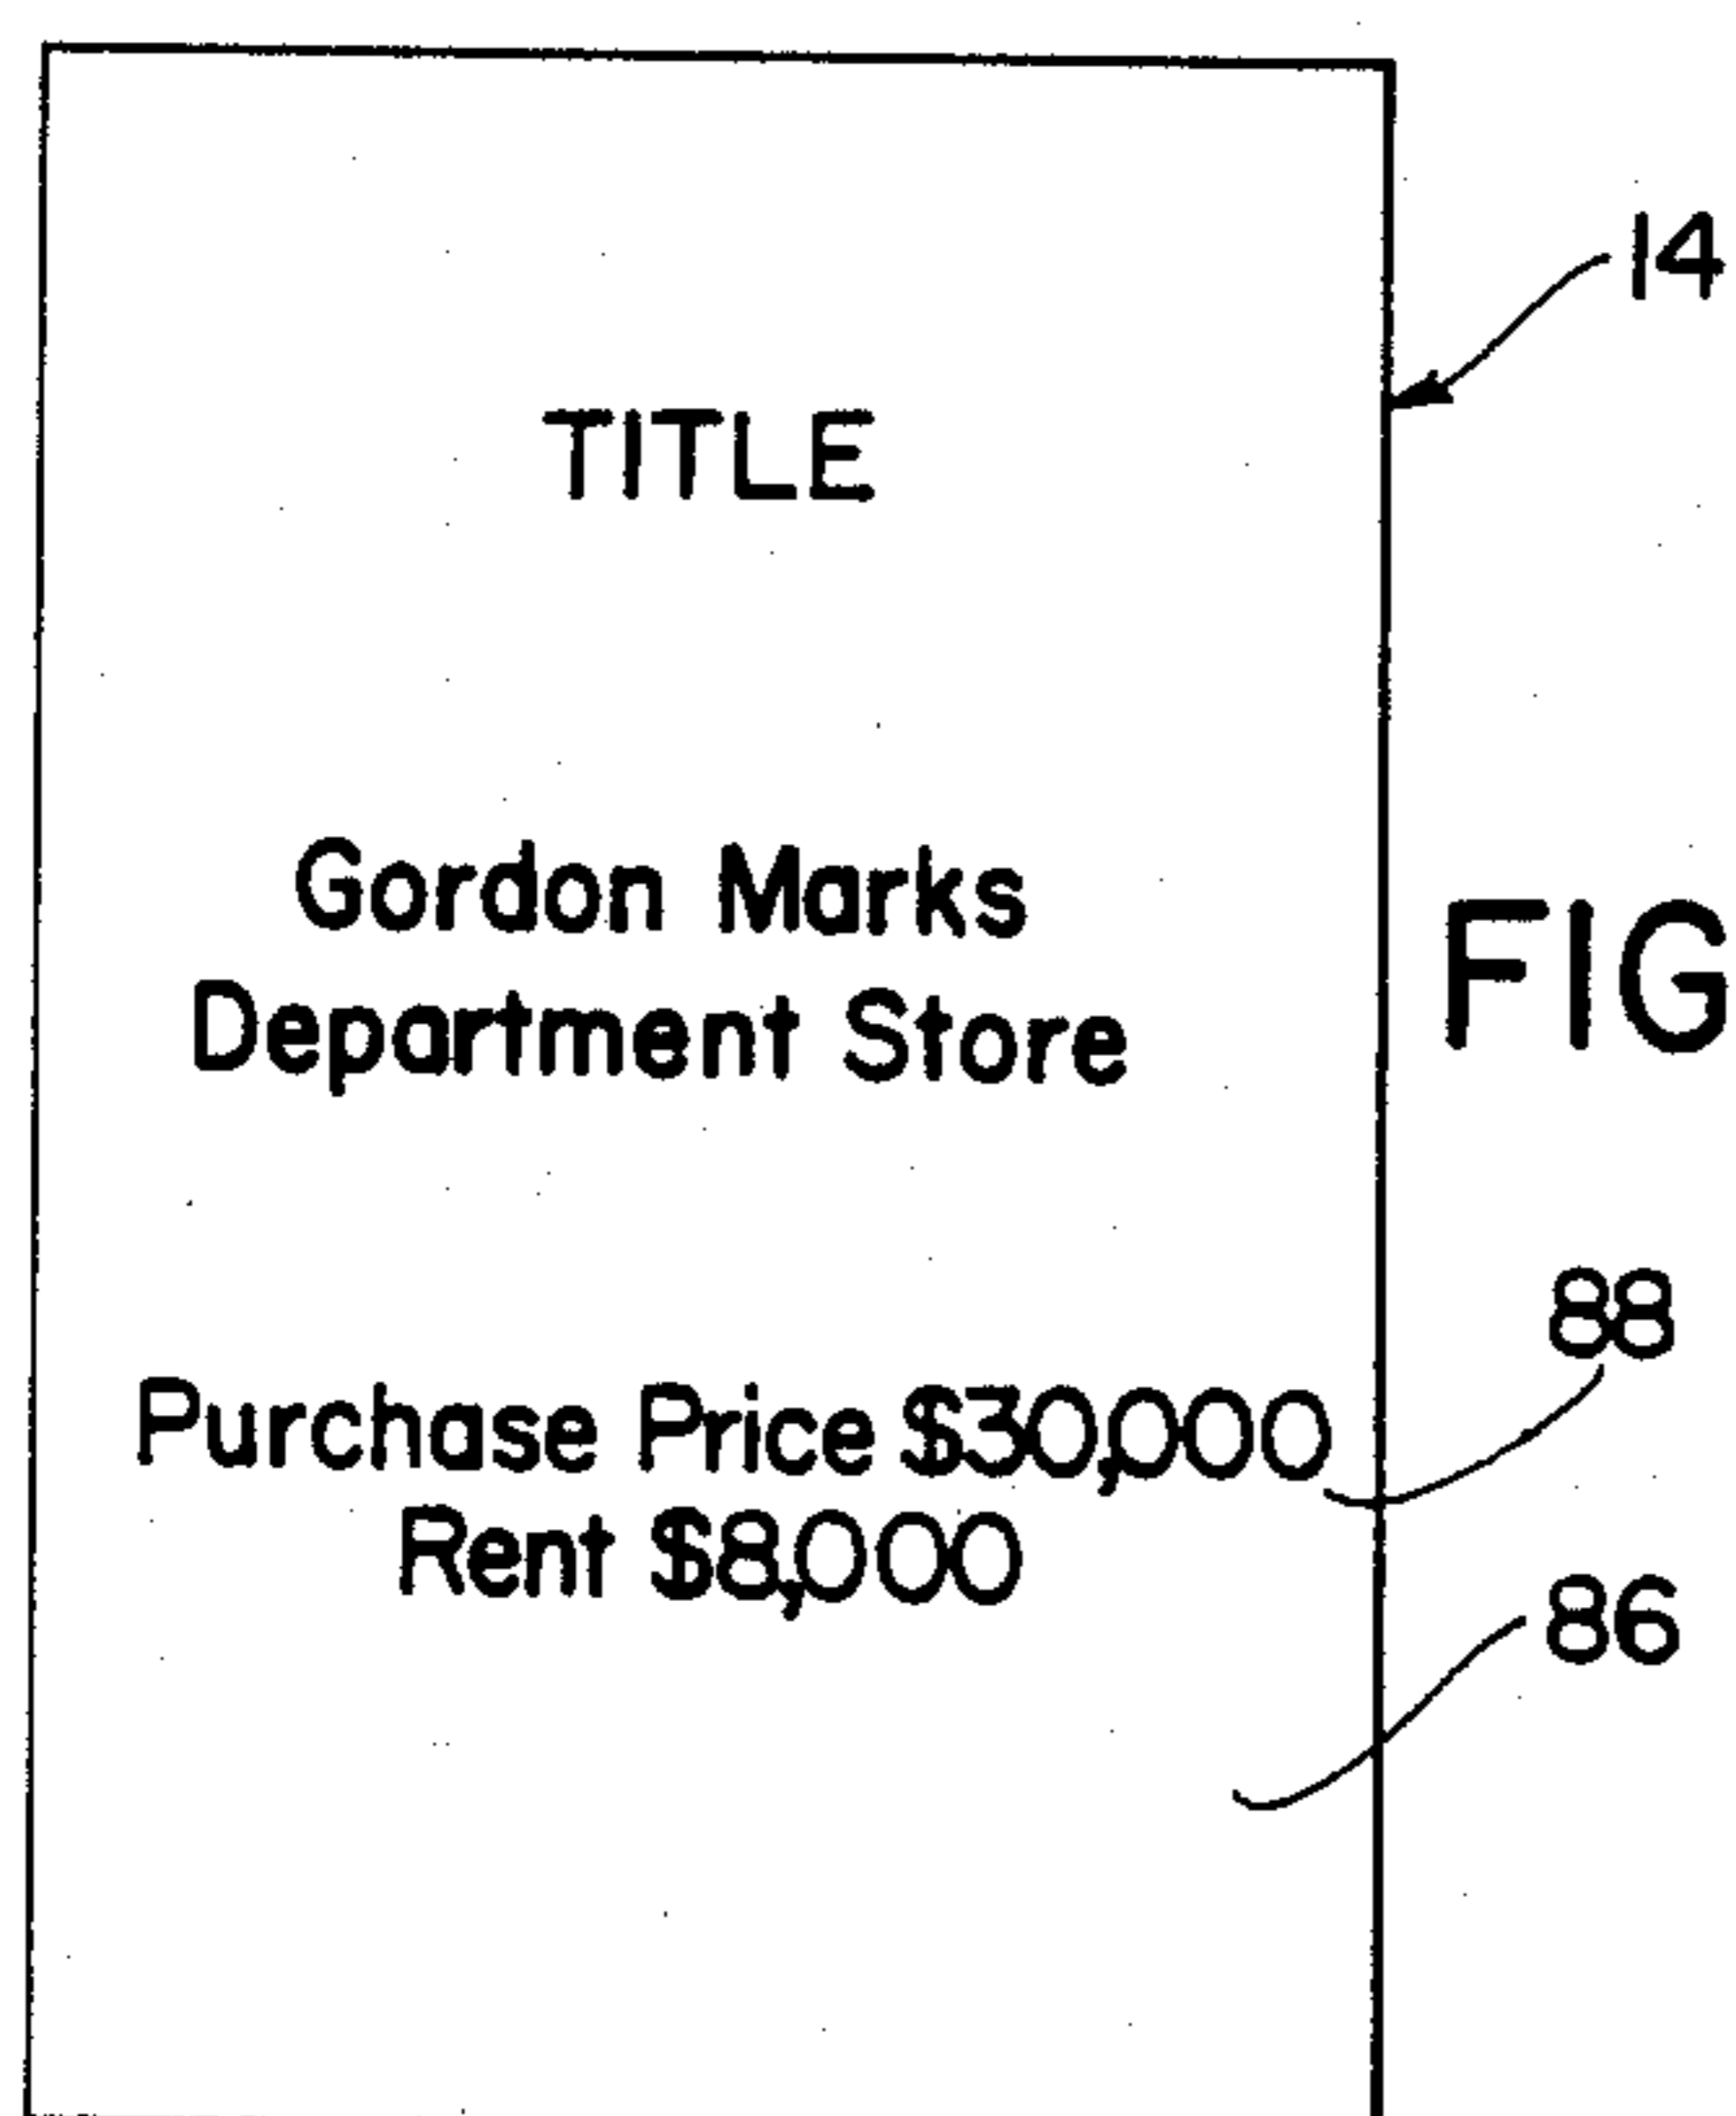 14
TITLE
Gordon Marks
Department Store
FIG
88
Purchase Price $30,000
Rent $8,000
86